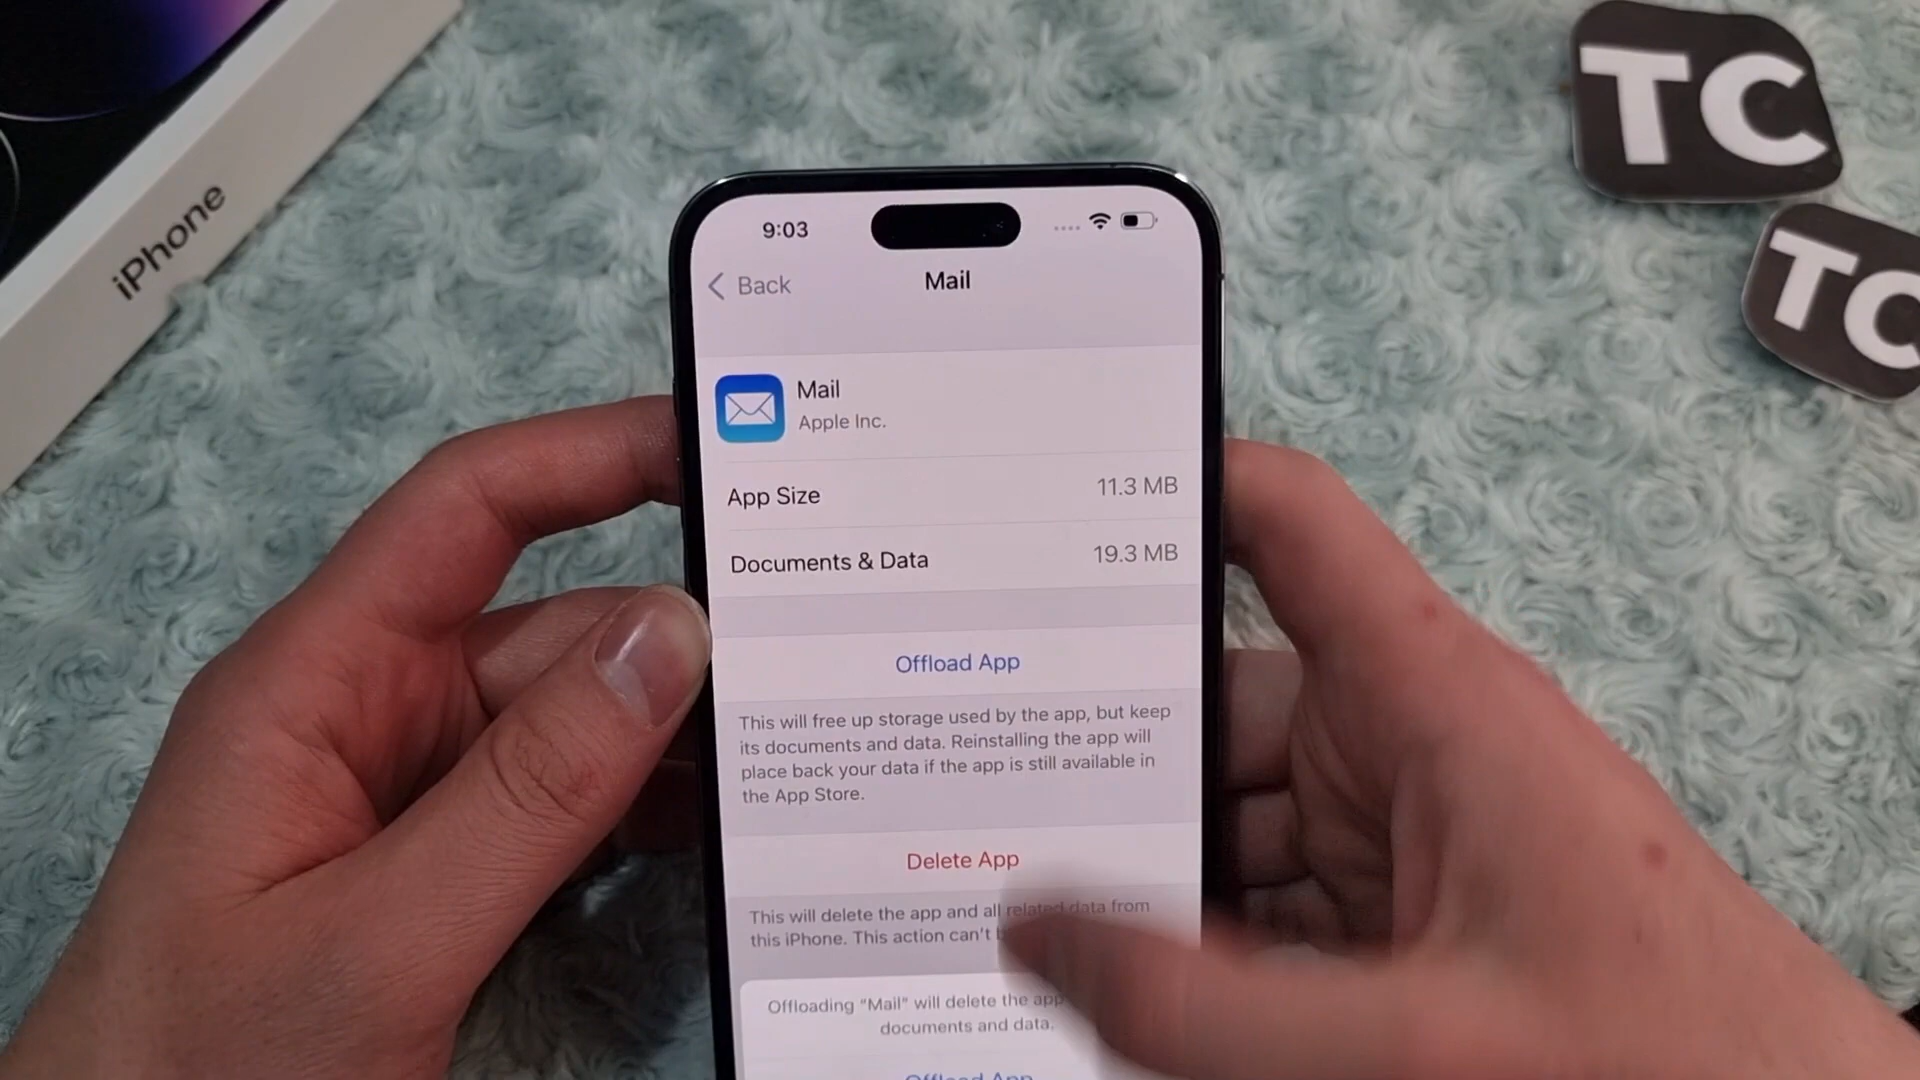 iPhone
TC
TC
9:03
Back
Mail
Mail
Apple Inc.
App Size
11.3 MB
Documents & Data
19.3 MB
Offload App
This will free up storage used by the app, but keep
its documents and data. Reinstalling the app will
place back your data if the app is still available in
the App Store.
Delete App
This will delete the app and all related data from
this iPhone. This action can't
Offloading “Mail” will delete the app
documents and data.
Offload App